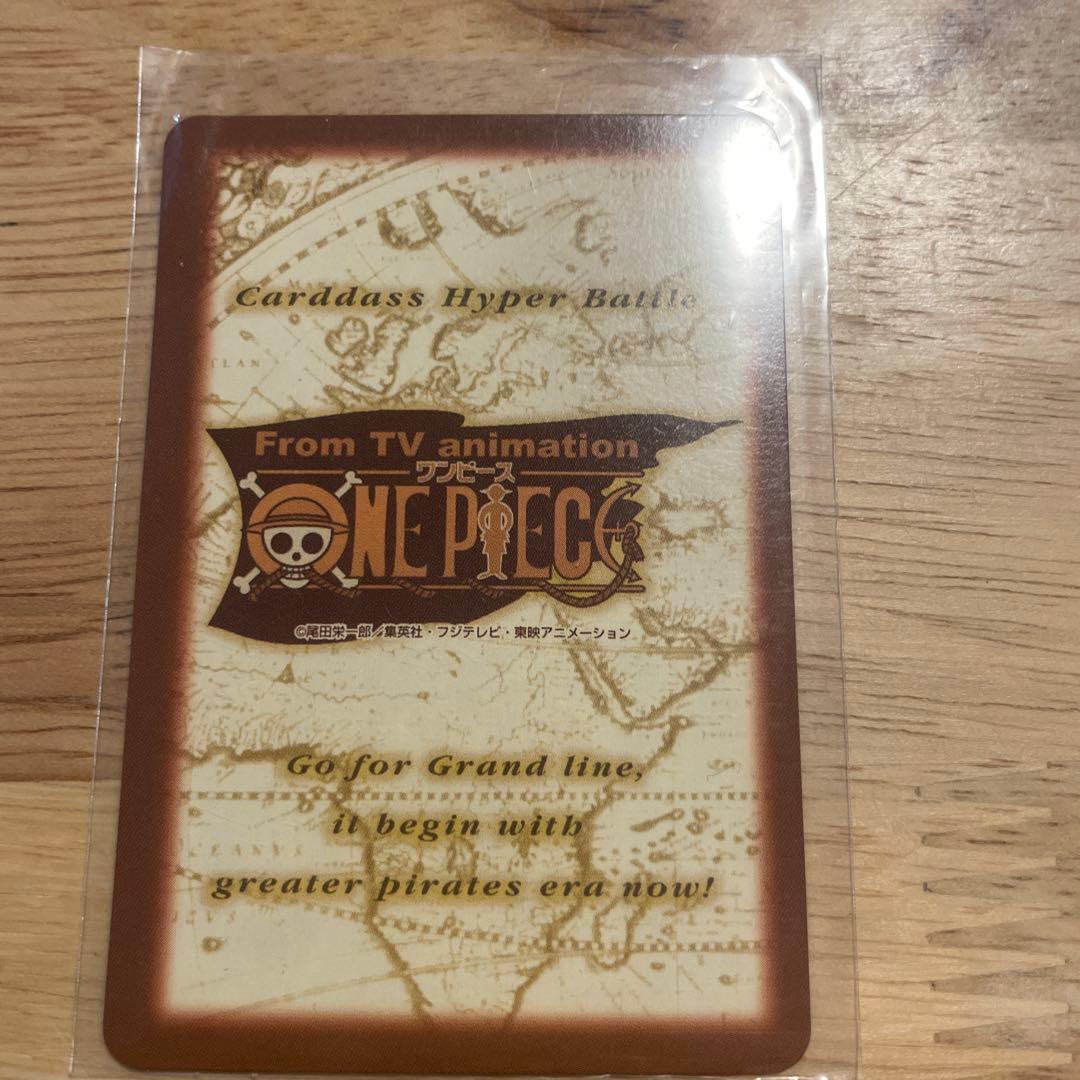 Carddass Hyper Battle
From TV animation
ワンピース
ONE PIECE
©尾田栄一郎／集英社・フジテレビ・東映アニメーション
Go for Grand line,
it begin with
greater pirates era now!